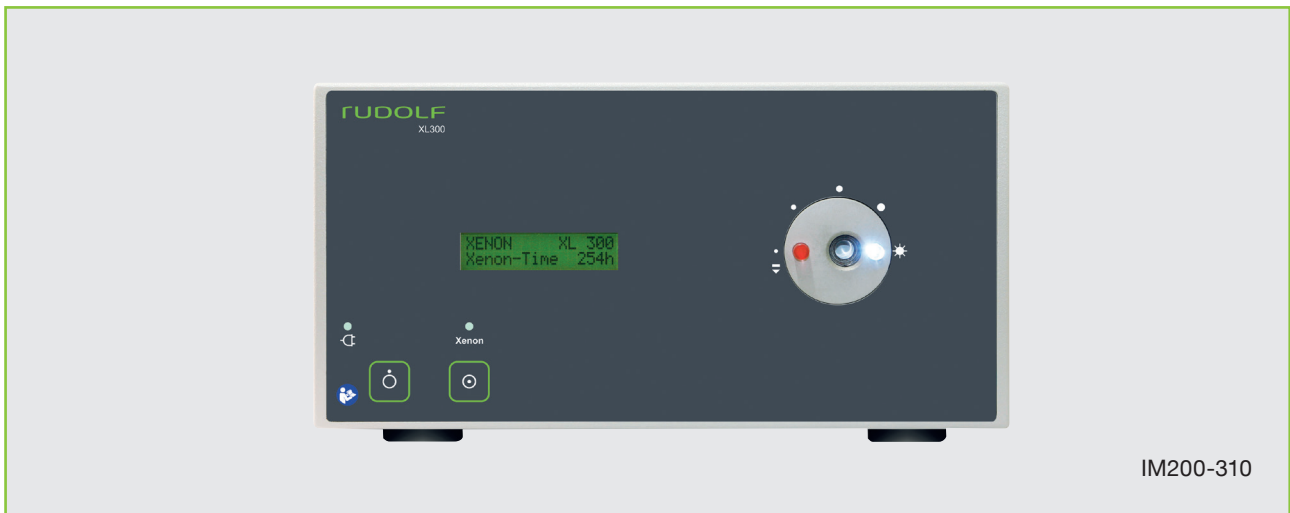 RUDOLF
XL300
XENON XL 300
Xenon-Time 254h
Xenon
IM200-310